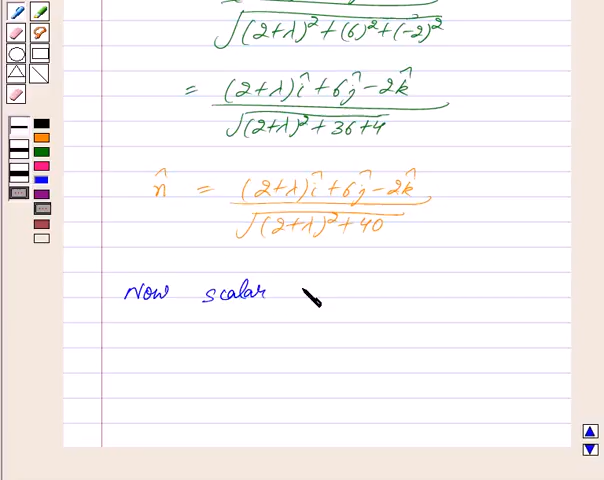 √(2+λ)² + (6)² + (-2)²
= (2+λ)î + 6ĵ - 2k̂
√(2+λ)² + 36 + 4
n̂ = (2+λ)î + 6ĵ - 2k̂
√(2+λ)² + 40
Now scalar